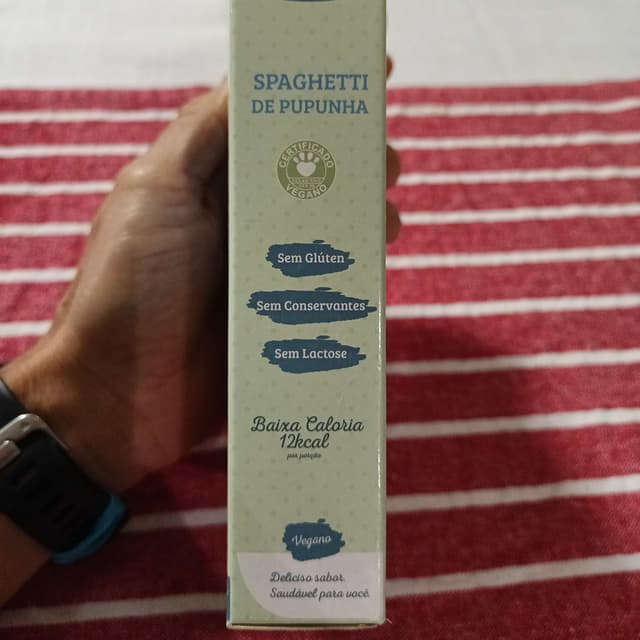 SPAGHETTI
DE PUPUNHA
CERTIFICADO
VEGANO
Sem Glúten
Sem Conservantes
Sem Lactose
Baixa Caloria
12kcal
por porção
Vegano
Deliciso sabor.
Saudável para você.